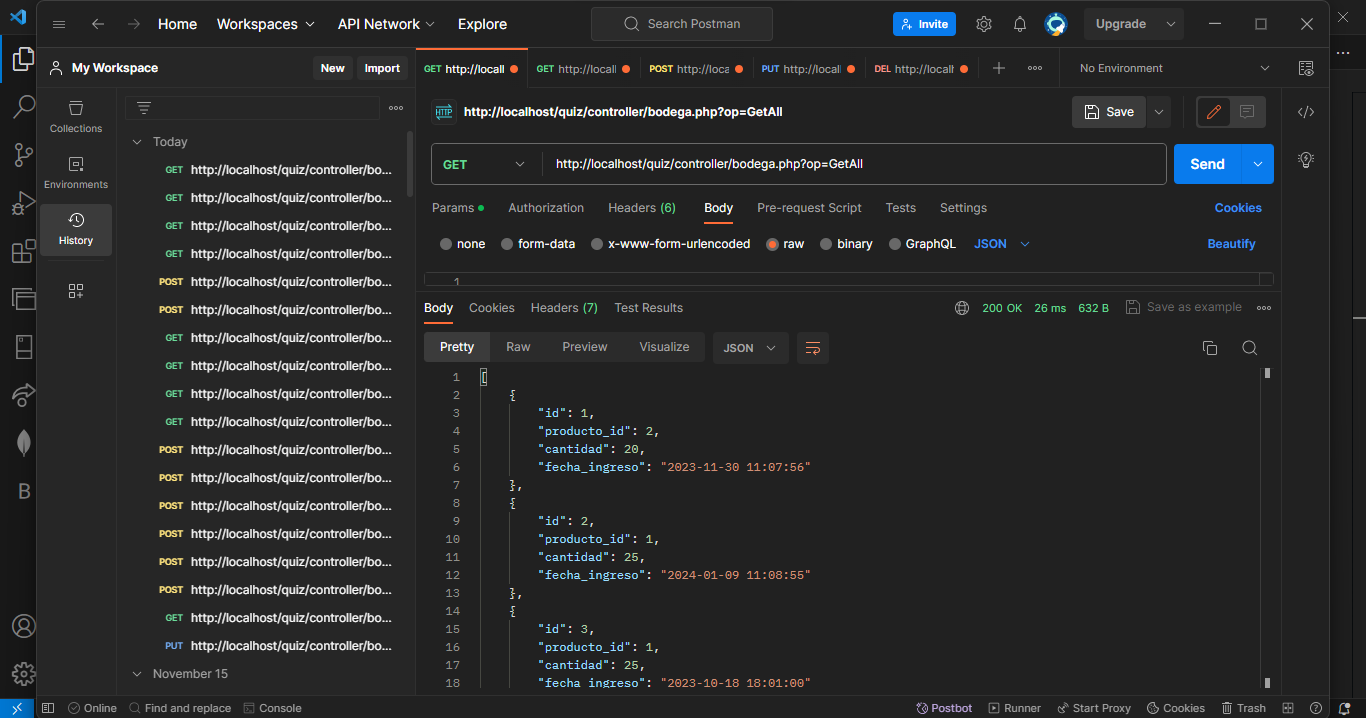 Home Workspaces API Network Explore Search Postman Invite Upgrade
My Workspace New Import GET http://locall GET http://locall POST http://loca PUT http://locall DEL http://locall No Environment
HTTP http://localhost/quiz/controller/bodega.php?op=GetAll Save
Collections
Environments
History
Today
GET http://localhost/quiz/controller/bo...
GET http://localhost/quiz/controller/bo...
GET http://localhost/quiz/controller/bo...
GET http://localhost/quiz/controller/bo...
POST http://localhost/quiz/controller/bo...
POST http://localhost/quiz/controller/bo...
GET http://localhost/quiz/controller/bo...
GET http://localhost/quiz/controller/bo...
GET http://localhost/quiz/controller/bo...
GET http://localhost/quiz/controller/bo...
POST http://localhost/quiz/controller/bo...
POST http://localhost/quiz/controller/bo...
POST http://localhost/quiz/controller/bo...
POST http://localhost/quiz/controller/bo...
POST http://localhost/quiz/controller/bo...
POST http://localhost/quiz/controller/bo...
GET http://localhost/quiz/controller/bo...
PUT http://localhost/quiz/controller/bo...
November 15
GET http://localhost/quiz/controller/bodega.php?op=GetAll Send
Params Authorization Headers (6) Body Pre-request Script Tests Settings Cookies
none form-data x-www-form-urlencoded raw binary GraphQL JSON Beautify
1
Body Cookies Headers (7) Test Results 200 OK 26 ms 632 B Save as example
Pretty Raw Preview Visualize JSON
1 [
2 {
3 "id": 1,
4 "producto_id": 2,
5 "cantidad": 20,
6 "fecha_ingreso": "2023-11-30 11:07:56"
7 },
8 {
9 "id": 2,
10 "producto_id": 1,
11 "cantidad": 25,
12 "fecha_ingreso": "2024-01-09 11:08:55"
13 },
14 {
15 "id": 3,
16 "producto_id": 1,
17 "cantidad": 25,
18 "fecha_ingreso": "2023-10-18 18:01:00"
B
Online Find and replace Console Postbot Runner Start Proxy Cookies Trash